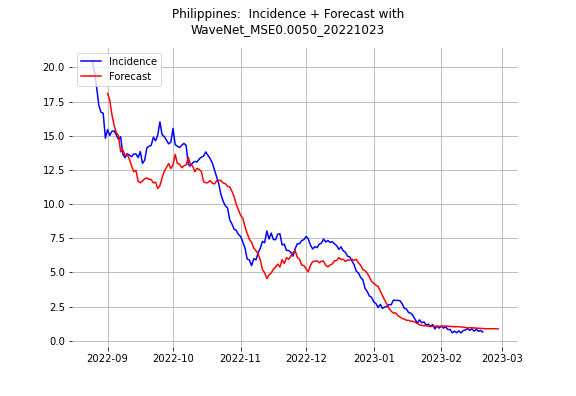 Philippines:  Incidence + Forecast with
WaveNet_MSE0.0050_20221023
Incidence
Forecast
20.0
17.5
15.0
12.5
10.0
7.5
5.0
2.5
0.0
2022-09 2022-10 2022-11 2022-12 2023-01 2023-02 2023-03